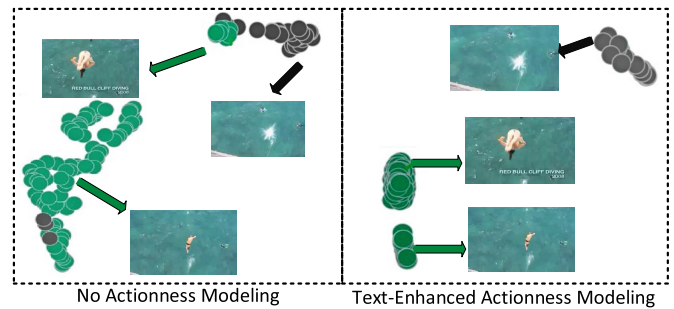 RED BULL CLIFF DIVING
RED BULL CLIFF DIVING
No Actionness Modeling
Text-Enhanced Actionness Modeling